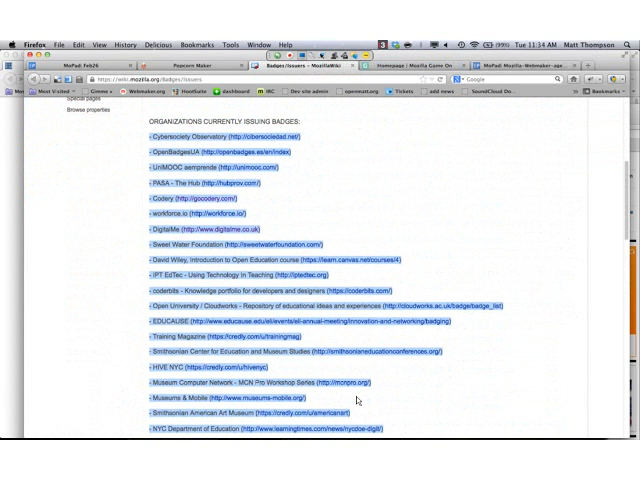 Firefox File Edit View History Delicious Bookmarks Tools Window Help 3 (99%) Tue 11:34 AM Matt Thompson
MoPad: Feb26 Popcorn Maker Badges/Issuers - MozillaWiki Homepage | Mozilla Game On MoPad: Mozilla-Webmaker-age...
https://wiki.mozilla.org/Badges/Issuers Google
Most Visited Gimme Webmaker.org HootSuite dashboard IRC Dev site admin openmatt.org Tickets add news SoundCloud Do... Bookmarks
Special pages
Browse properties
ORGANIZATIONS CURRENTLY ISSUING BADGES:
- Cybersociety Observatory (http://cibersociedad.net/)
- OpenBadgesUA (http://openbadges.es/en/index)
- UniMOOC aemprende (http://unimooc.com/)
- PASA - The Hub (http://hubprov.com/)
- Codery (http://gocodery.com/)
- workforce.io (http://workforce.io/)
- DigitalMe (http://www.digitalme.co.uk)
- Sweet Water Foundation (http://sweetwaterfoundation.com/)
- David Wiley, Introduction to Open Education course (https://learn.canvas.net/courses/4)
- IPT EdTec - Using Technology In Teaching (http://iptedtec.org)
- coderbits - Knowledge portfolio for developers and designers (https://coderbits.com/)
- Open University / Cloudworks - Repository of educational ideas and experiences (http://cloudworks.ac.uk/badge/badge_list)
- EDUCAUSE (http://www.educause.edu/eli/events/eli-annual-meeting/innovation-and-networking/badging)
- Training Magazine (https://credly.com/u/trainingmag)
- Smithsonian Center for Education and Museum Studies (http://smithsonianeducationconferences.org/)
- HIVE NYC (https://credly.com/u/hivenyc)
- Museum Computer Network - MCN Pro Workshop Series (http://mcnpro.org/)
- Museums & Mobile (http://www.museums-mobile.org/)
- Smithsonian American Art Museum (https://credly.com/u/americanart)
- NYC Department of Education (http://www.learningtimes.com/news/nycdoe-digit/)